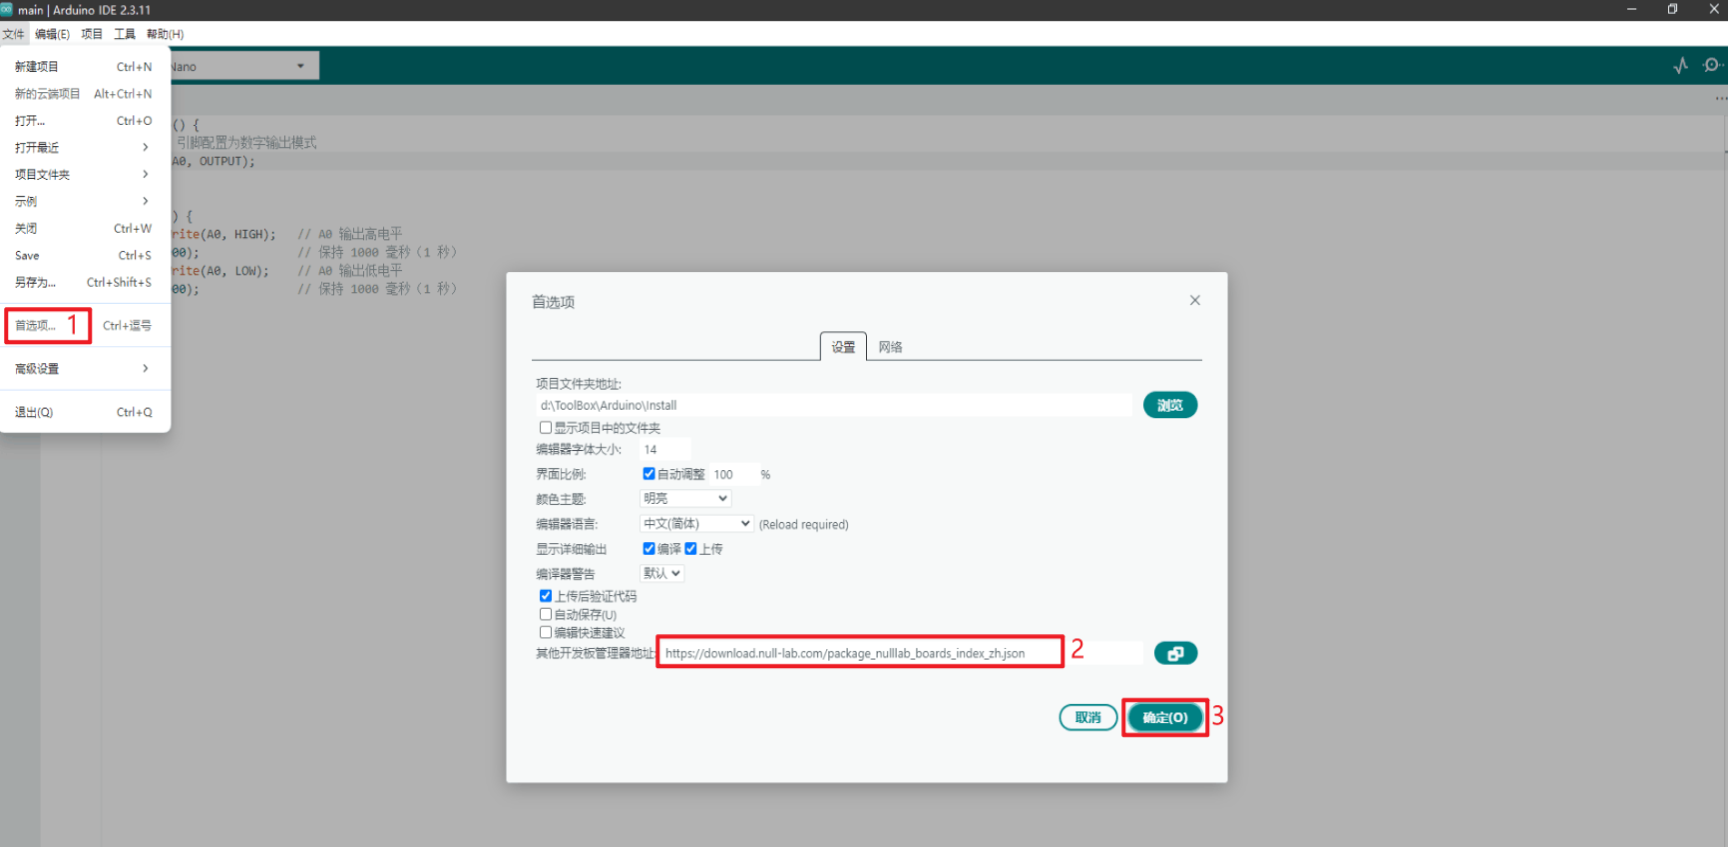 main | Arduino IDE 2.3.11
文件 编辑(E) 项目 工具 帮助(H)
新建项目 Ctrl+N
新的云端项目 Alt+Ctrl+N
打开... Ctrl+O
打开最近
项目文件夹
示例
关闭 Ctrl+W
Save Ctrl+S
另存为... Ctrl+Shift+S
首选项... 1 Ctrl+逗号
高级设置
退出(Q) Ctrl+Q
Nano
() {
引脚配置为数字输出模式
A0, OUTPUT);
) {
rite(A0, HIGH); // A0 输出高电平
00); // 保持 1000 毫秒（1 秒）
rite(A0, LOW); // A0 输出低电平
00); // 保持 1000 毫秒（1 秒）
首选项
设置 网络
项目文件夹地址:
d:\ToolBox\Arduino\Install 浏览
显示项目中的文件夹
编辑器字体大小: 14
界面比例: 自动调整 100 %
颜色主题: 明亮
编辑器语言: 中文(简体) (Reload required)
显示详细输出 编译 上传
编译器警告 默认
上传后验证代码
自动保存(U)
编辑快速建议
其他开发板管理器地址: https://download.null-lab.com/package_nulllab_boards_index_zh.json 2
取消 确定(O) 3